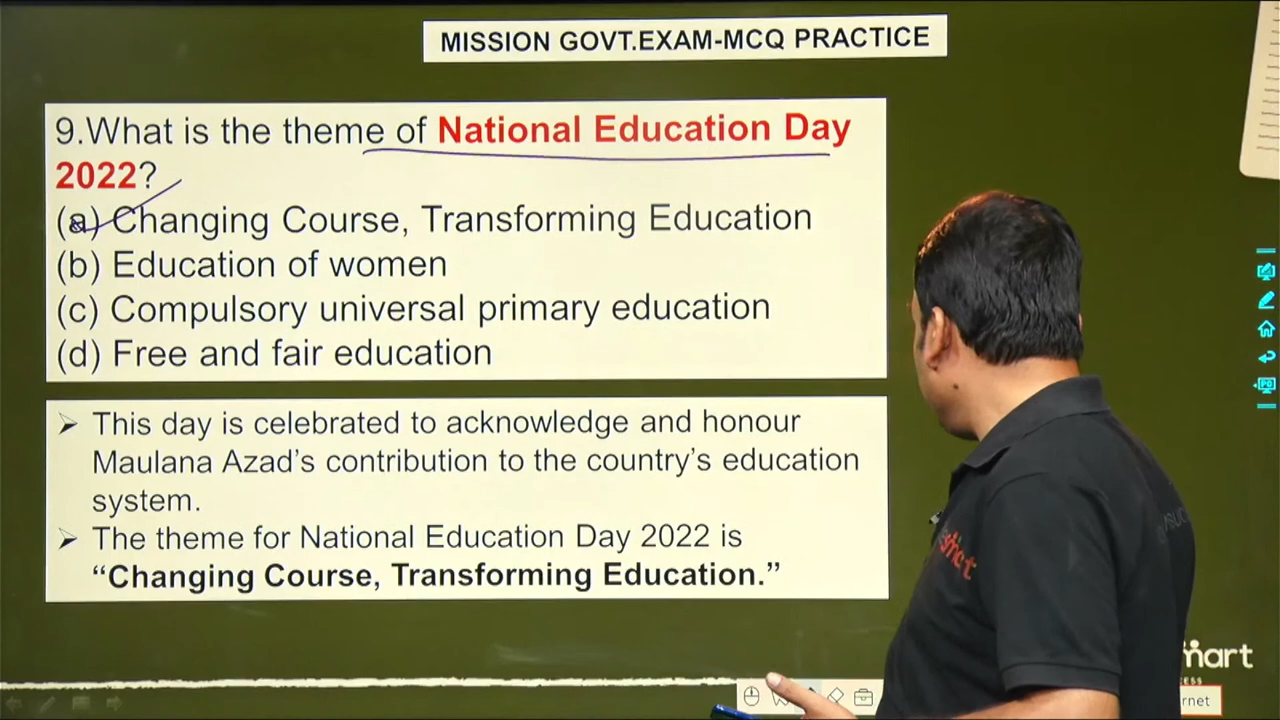 MISSION GOVT.EXAM-MCQ PRACTICE
9.What is the theme of National Education Day
2022?
(a) Changing Course, Transforming Education
(b) Education of women
(c) Compulsory universal primary education
(d) Free and fair education
This day is celebrated to acknowledge and honour
Maulana Azad's contribution to the country's education
system.
The theme for National Education Day 2022 is
“Changing Course, Transforming Education.”